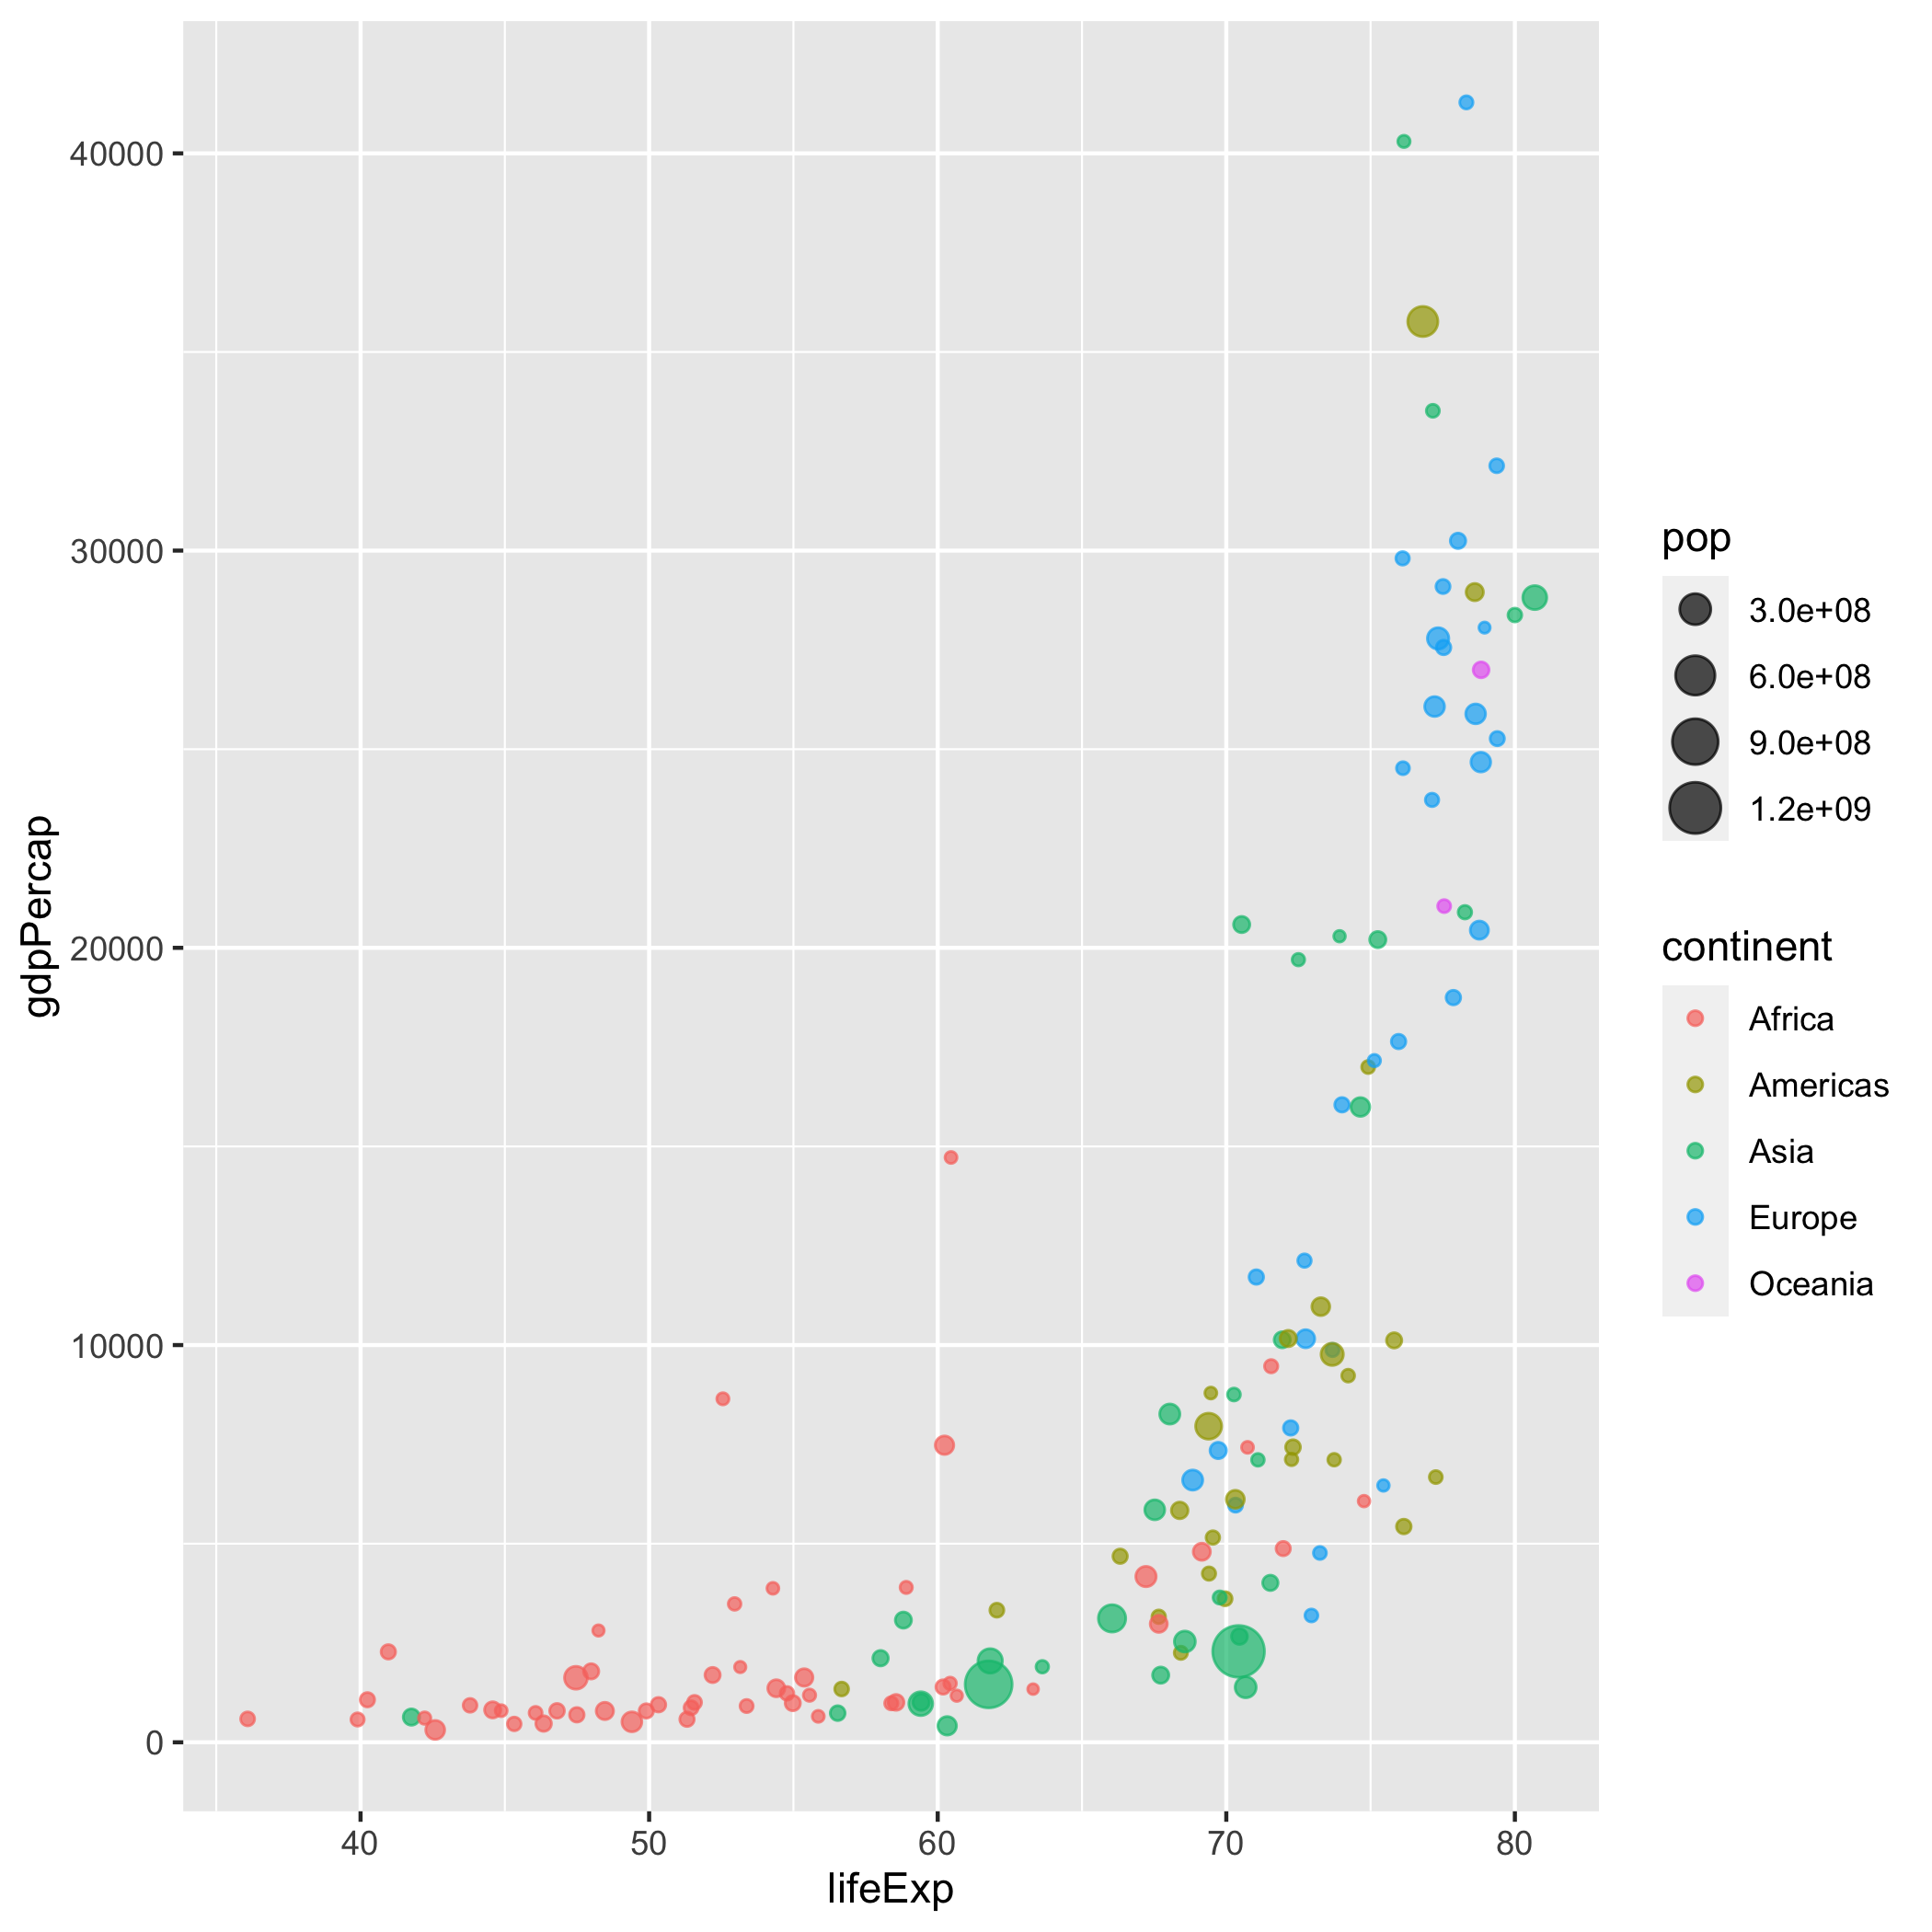 gdpPercap
40000
30000
20000
10000
0
40 50 60 70 80
lifeExp
pop
3.0e+08
6.0e+08
9.0e+08
1.2e+09
continent
Africa
Americas
Asia
Europe
Oceania